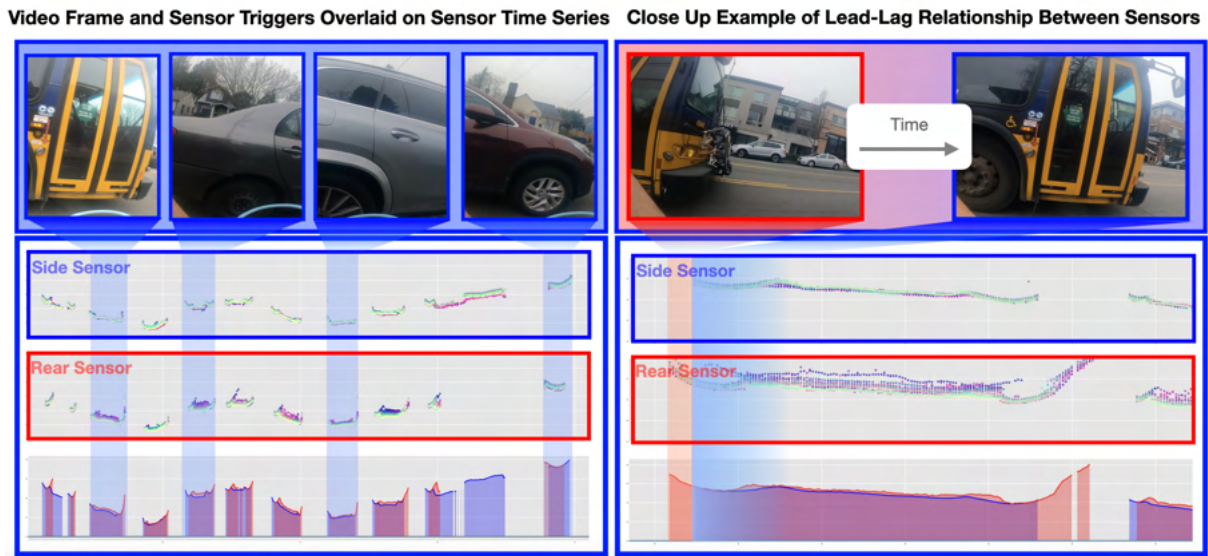 Video Frame and Sensor Triggers Overlaid on Sensor Time Series
Close Up Example of Lead-Lag Relationship Between Sensors
Time
Side Sensor
Rear Sensor
Side Sensor
Rear Sensor